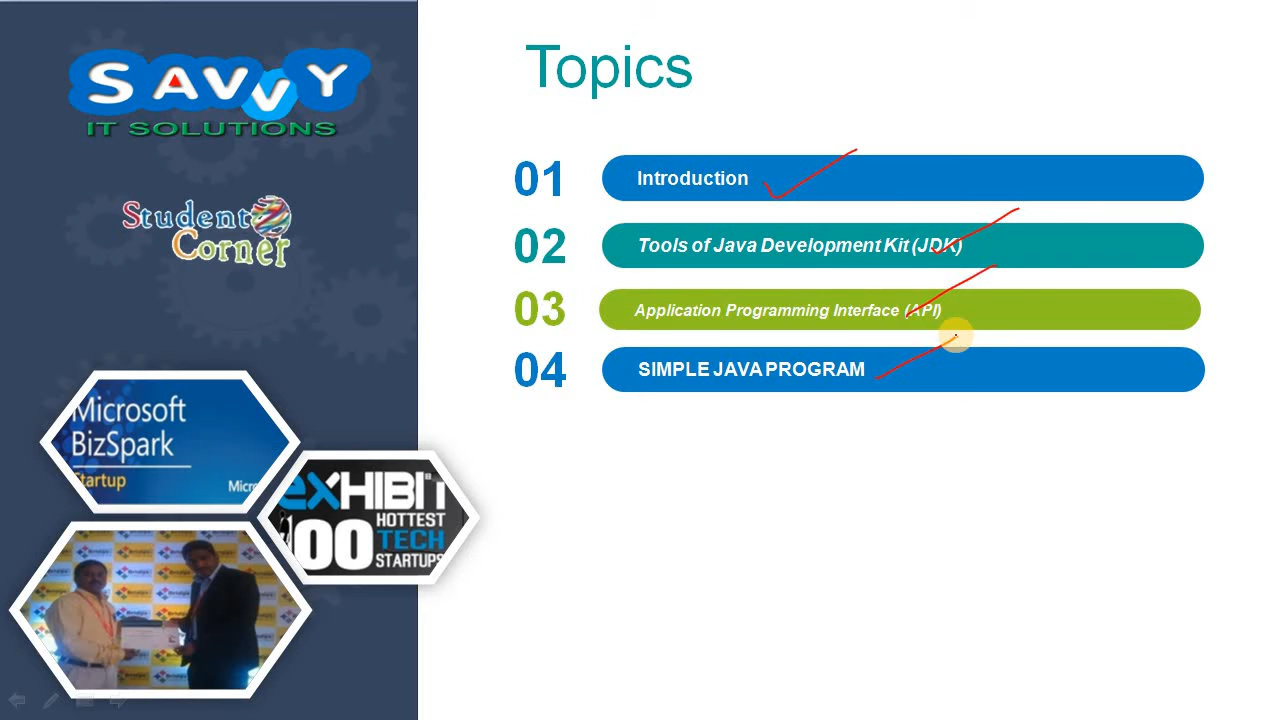 SAVVY
IT SOLUTIONS
Student
Corner
Topics
01 Introduction
02 Tools of Java Development Kit (JDK)
03 Application Programming Interface (API)
04 SIMPLE JAVA PROGRAM
Microsoft
BizSpark
Startup
Micr
eXHIBIT
100 HOTTEST
TECH
STARTUPS